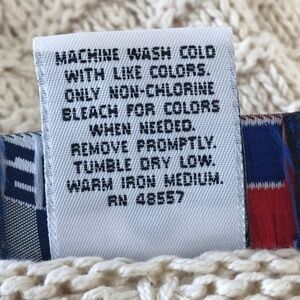 MACHINE WASH COLD
WITH LIKE COLORS.
ONLY NON-CHLORINE
BLEACH FOR COLORS
WHEN NEEDED.
REMOVE PROMPTLY.
TUMBLE DRY LOW.
WARM IRON MEDIUM.
RN 48557